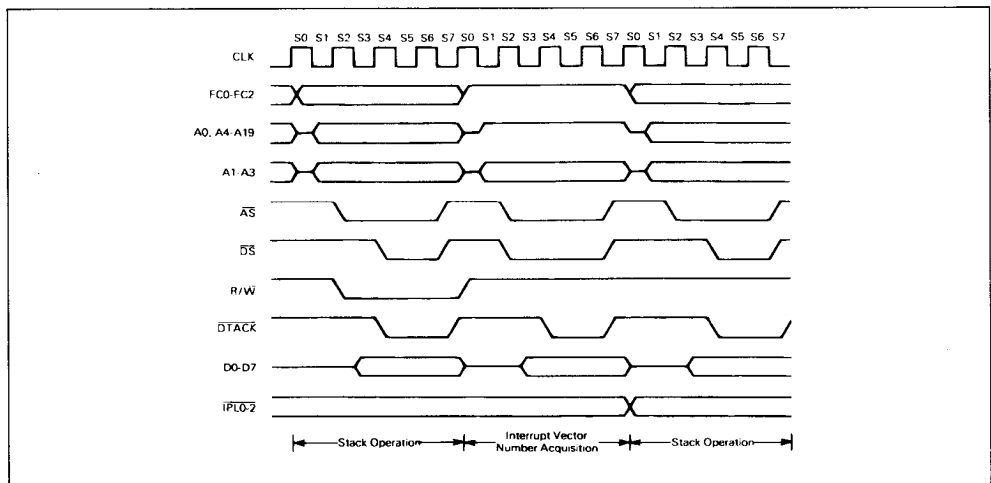 S0 S1 S2 S3 S4 S5 S6 S7 S0 S1 S2 S3 S4 S5 S6 S7 S0 S1 S2 S3 S4 S5 S6 S7
CLK
FC0-FC2
A0, A4-A19
A1-A3
AS
DS
R/W
DTACK
D0-D7
IPL0-2
Stack Operation
Interrupt Vector
Number Acquisition
Stack Operation